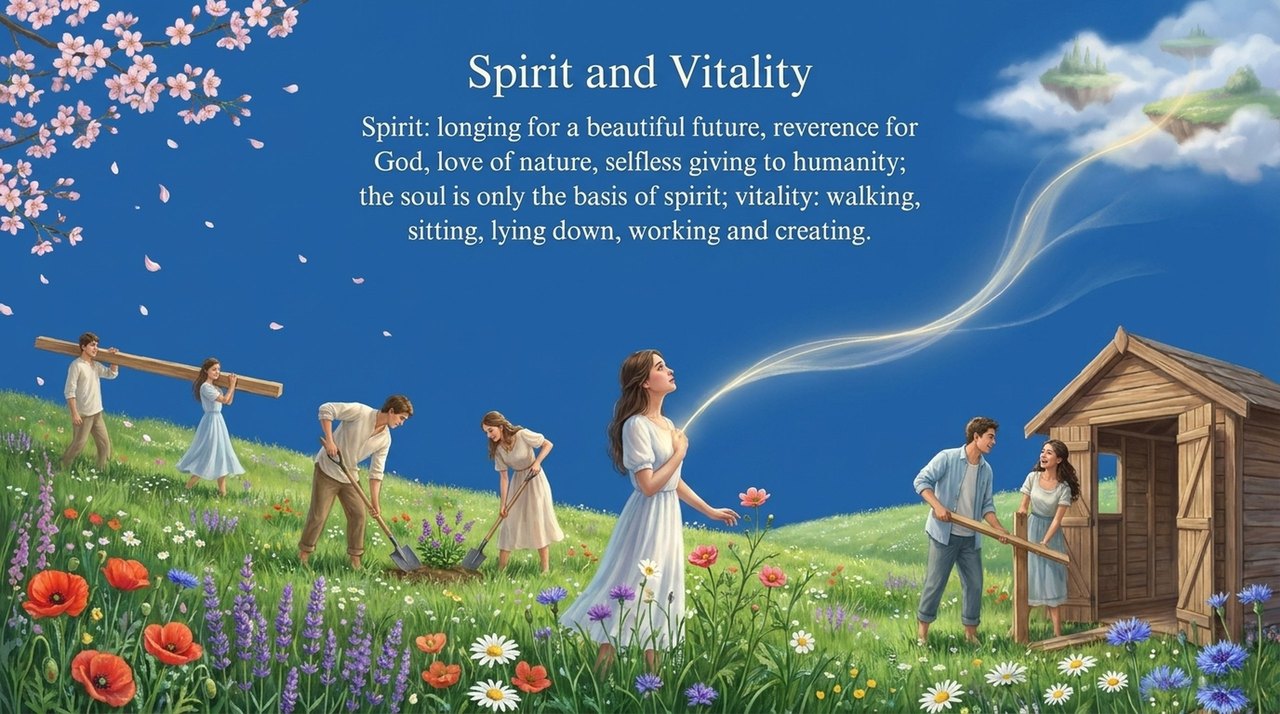 Spirit and Vitality
Spirit: longing for a beautiful future, reverence for
God, love of nature, selfless giving to humanity;
the soul is only the basis of spirit; vitality: walking,
sitting, lying down, working and creating.